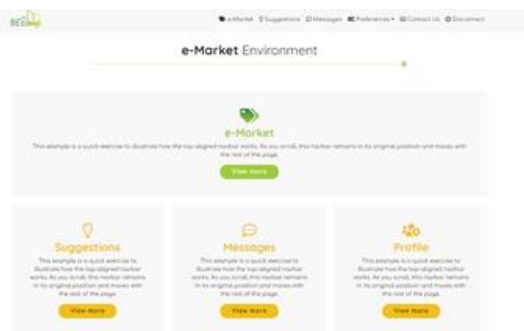 e-Market Suggestions Messages Preferences Contact Us Disconnect
e-Market Environment
e-Market
This example is a quick exercise to illustrate how the top-aligned navbar works. As you scroll, this navbar remains in its original position and moves with
the rest of the page.
View more
Suggestions
This example is a quick exercise to
illustrate how the top-aligned navbar
works. As you scroll, this navbar remains
in its original position and moves with
the rest of the page.
View more
Messages
This example is a quick exercise to
illustrate how the top-aligned navbar
works. As you scroll, this navbar remains
in its original position and moves with
the rest of the page.
View more
Profile
This example is a quick exercise to
illustrate how the top-aligned navbar
works. As you scroll, this navbar remains
in its original position and moves with
the rest of the page.
View more